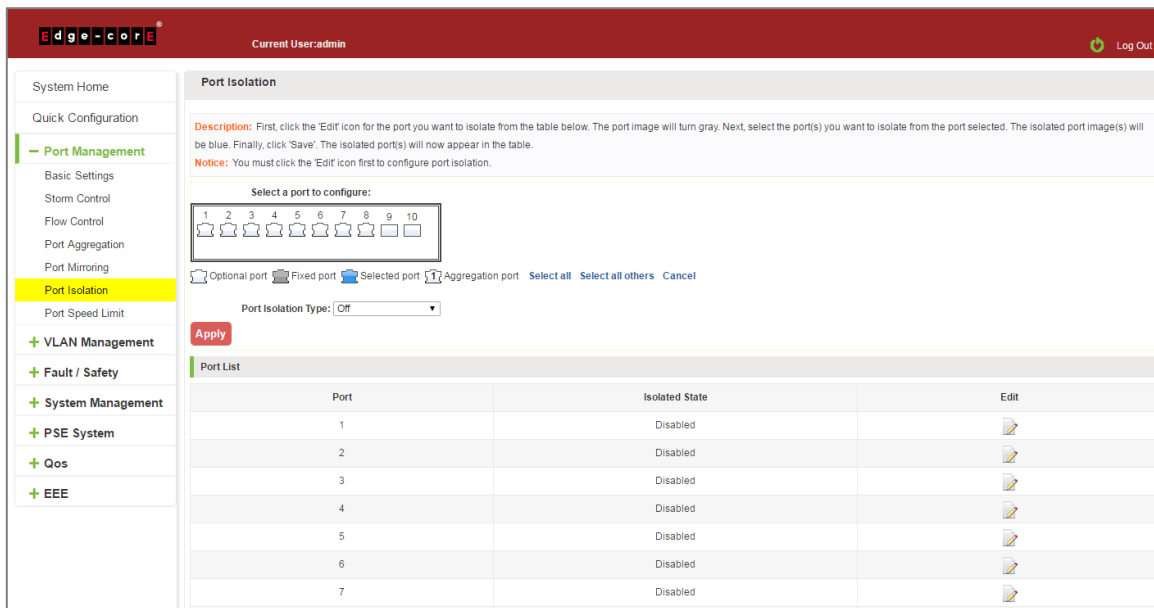 Edge-corE®
Current User:admin
Log Out
System Home
Quick Configuration
Port Management
Basic Settings
Storm Control
Flow Control
Port Aggregation
Port Mirroring
Port Isolation
Port Speed Limit
VLAN Management
Fault / Safety
System Management
PSE System
Qos
EEE
Port Isolation
Description: First, click the 'Edit' icon for the port you want to isolate from the table below. The port image will turn gray. Next, select the port(s) you want to isolate from the port selected. The isolated port image(s) will
be blue. Finally, click 'Save'. The isolated port(s) will now appear in the table.
Notice: You must click the 'Edit' icon first to configure port isolation.
Select a port to configure:
1 2 3 4 5 6 7 8 9 10
Optional port Fixed port Selected port 1 Aggregation port Select all Select all others Cancel
Port Isolation Type: Off
Apply
Port List
Port Isolated State Edit
1 Disabled
2 Disabled
3 Disabled
4 Disabled
5 Disabled
6 Disabled
7 Disabled